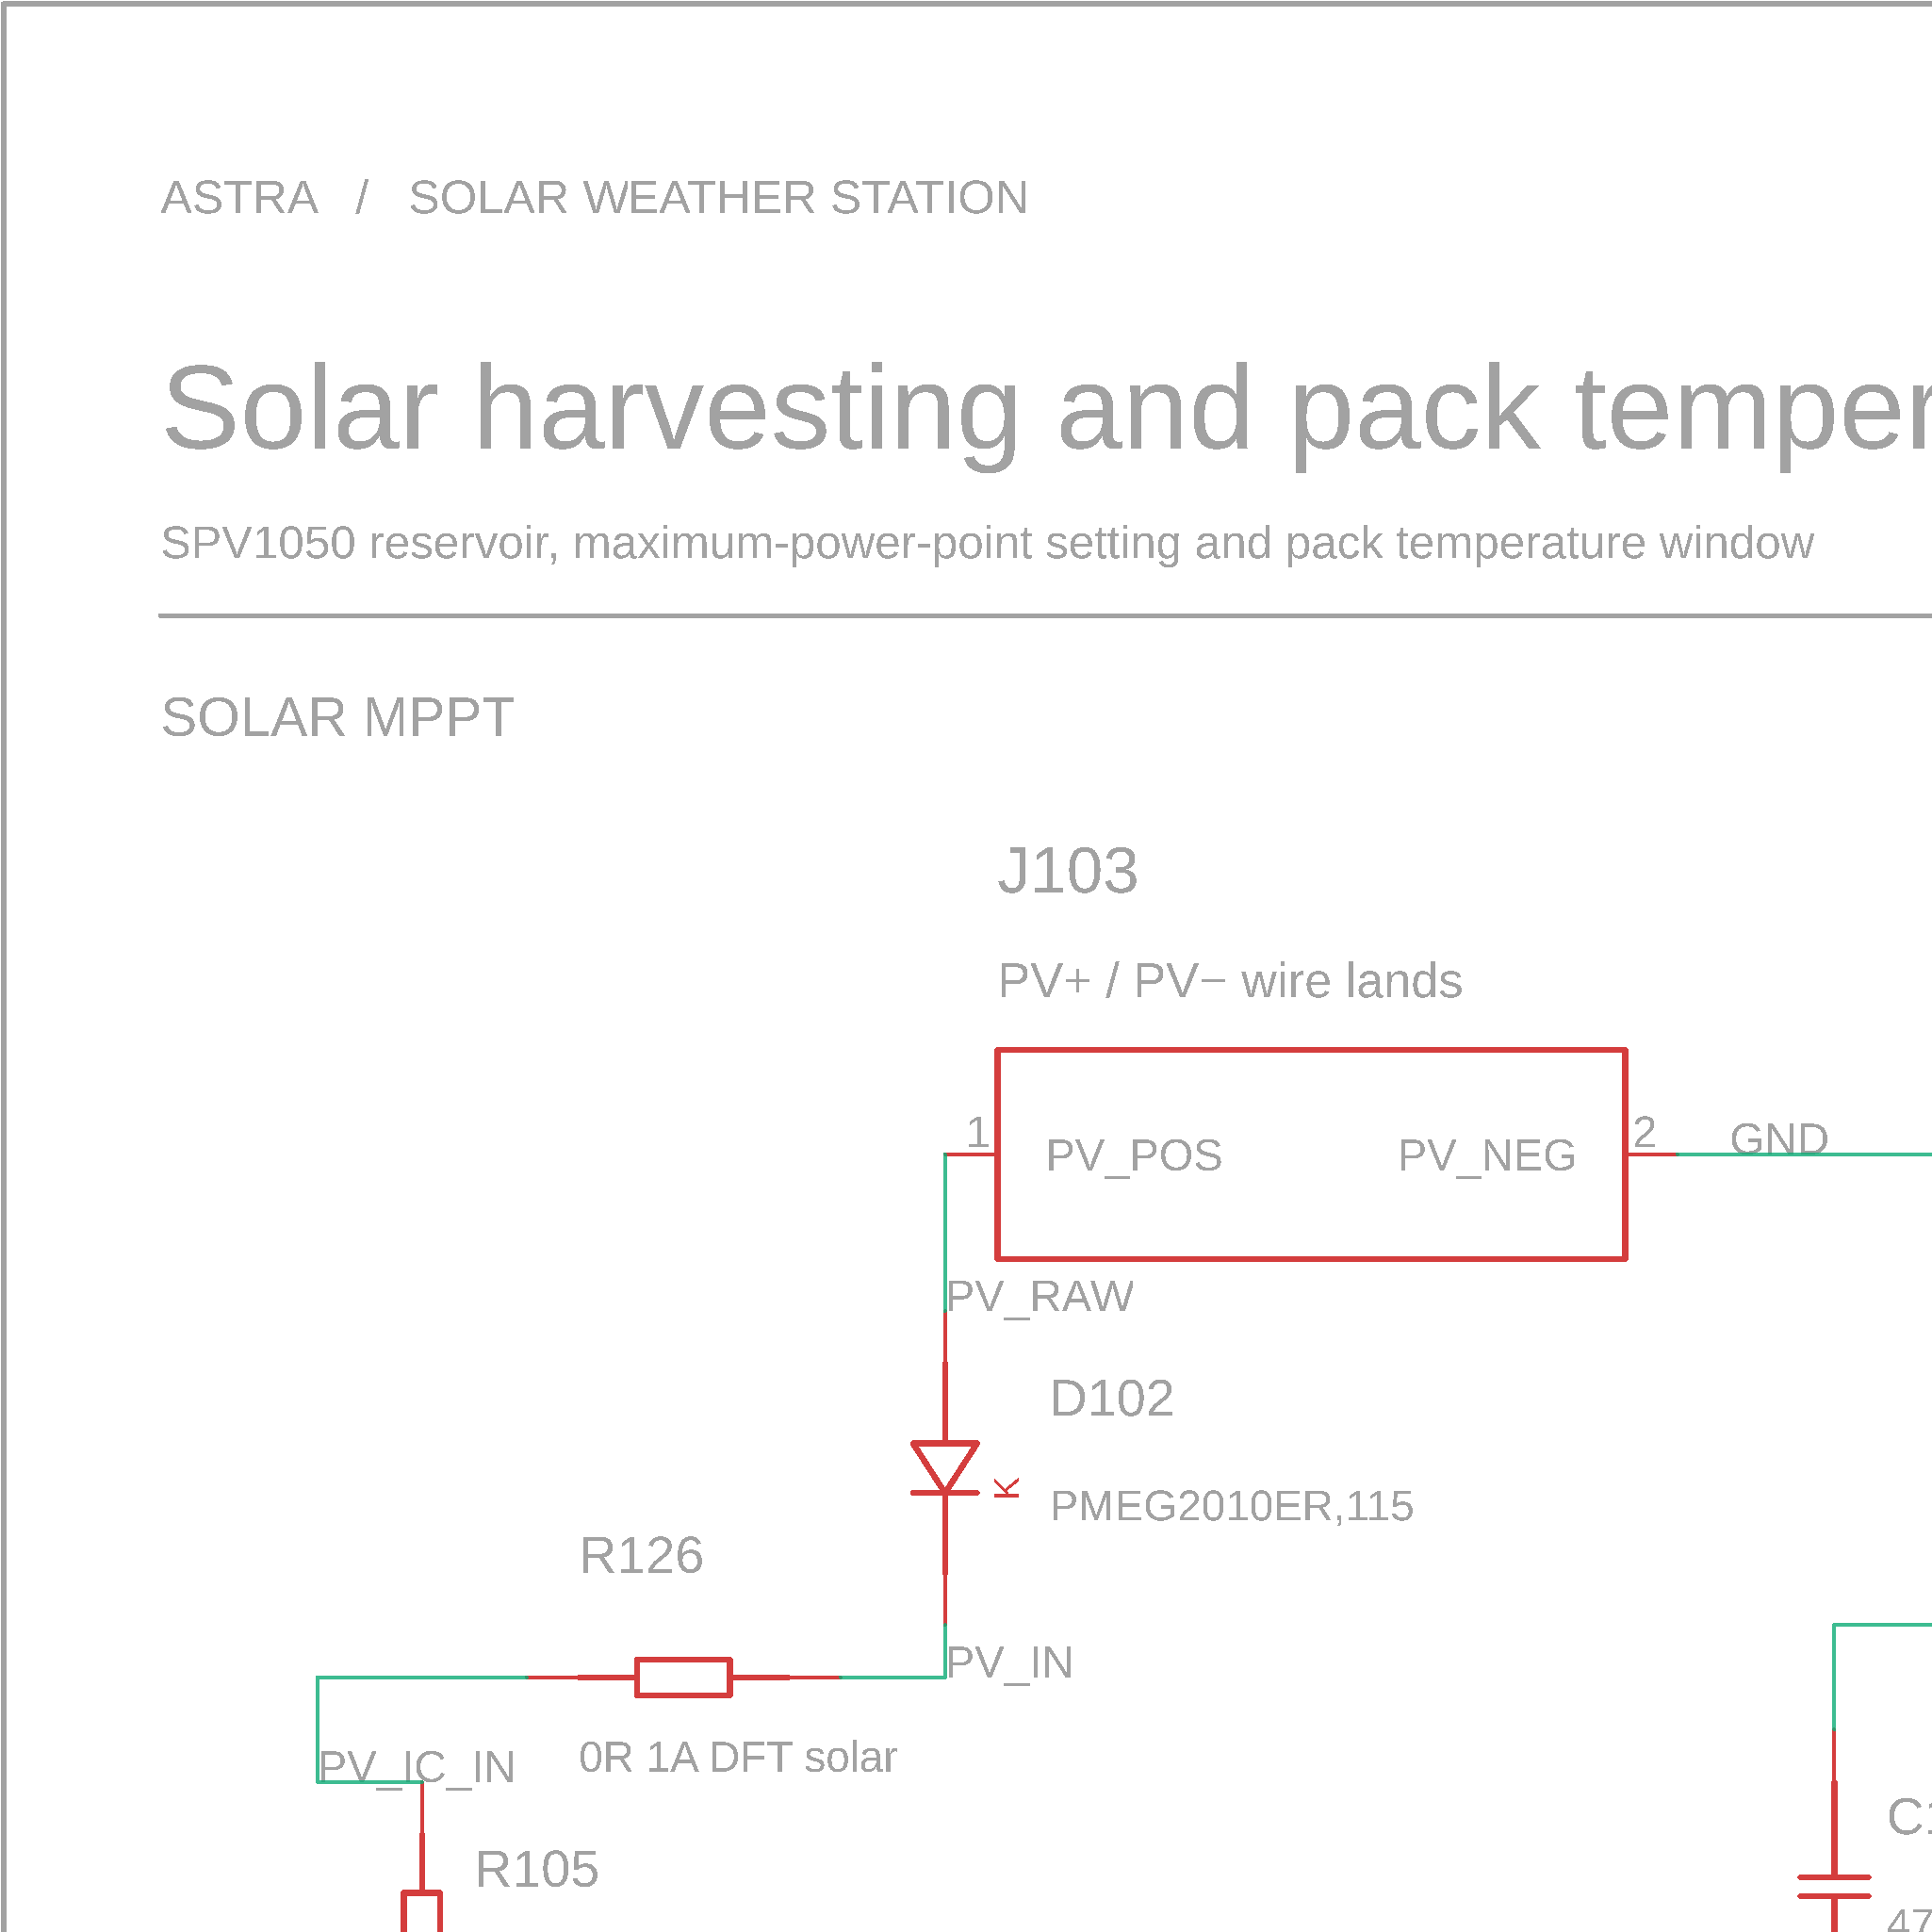 ASTRA / SOLAR WEATHER STATION
Solar harvesting and pack
SPV1050 reservoir, maximum-power-point setting and pack temperature window
SOLAR MPPT
J103
PV+ / PV− wire lands
1 PV_POS PV_NEG 2 GND
PV_RAW
D102
K
PMEG2010ER,115
R126
PV_IN
0R 1A DFT solar
PV_IC_IN
R105